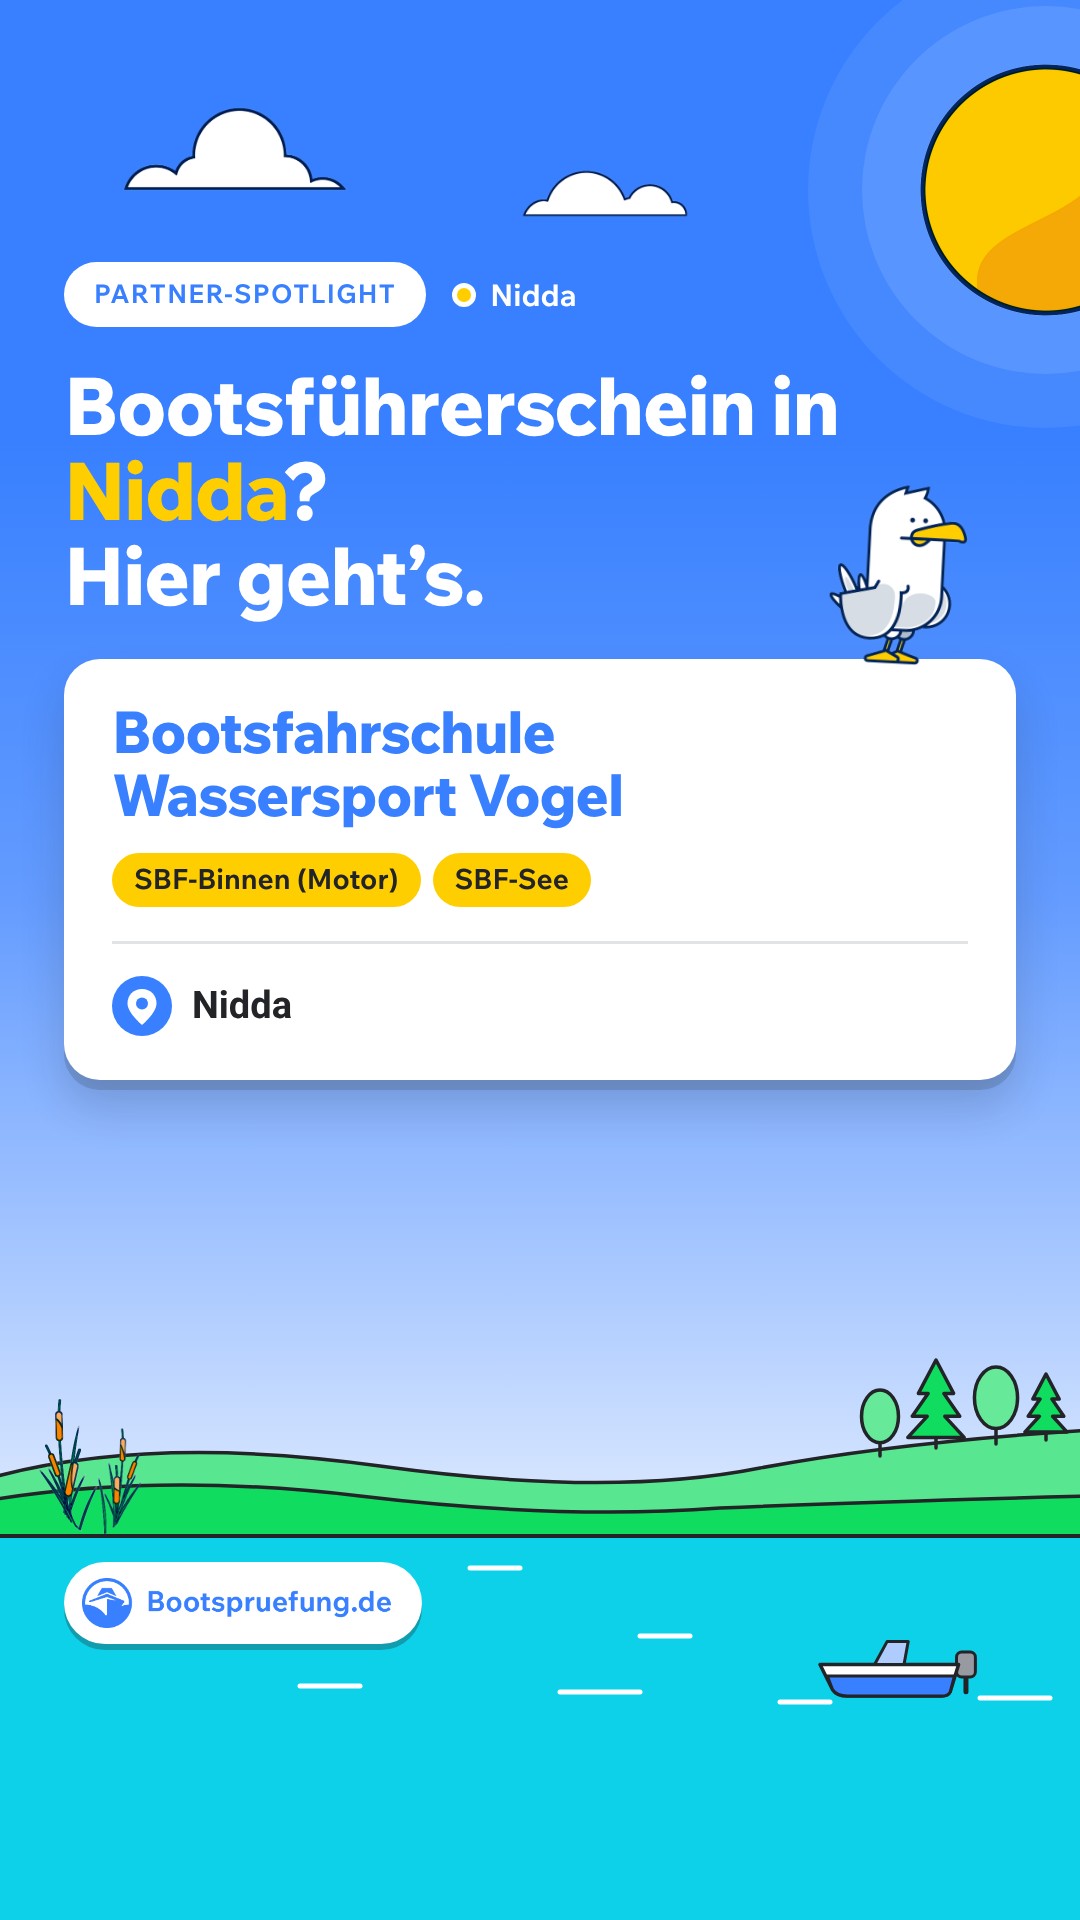 PARTNER-SPOTLIGHT
Nidda
Bootsführerschein in
Nidda?
Hier geht’s.
Bootsfahrschule
Wassersport Vogel
SBF-Binnen (Motor)
SBF-See
Nidda
Bootspruefung.de